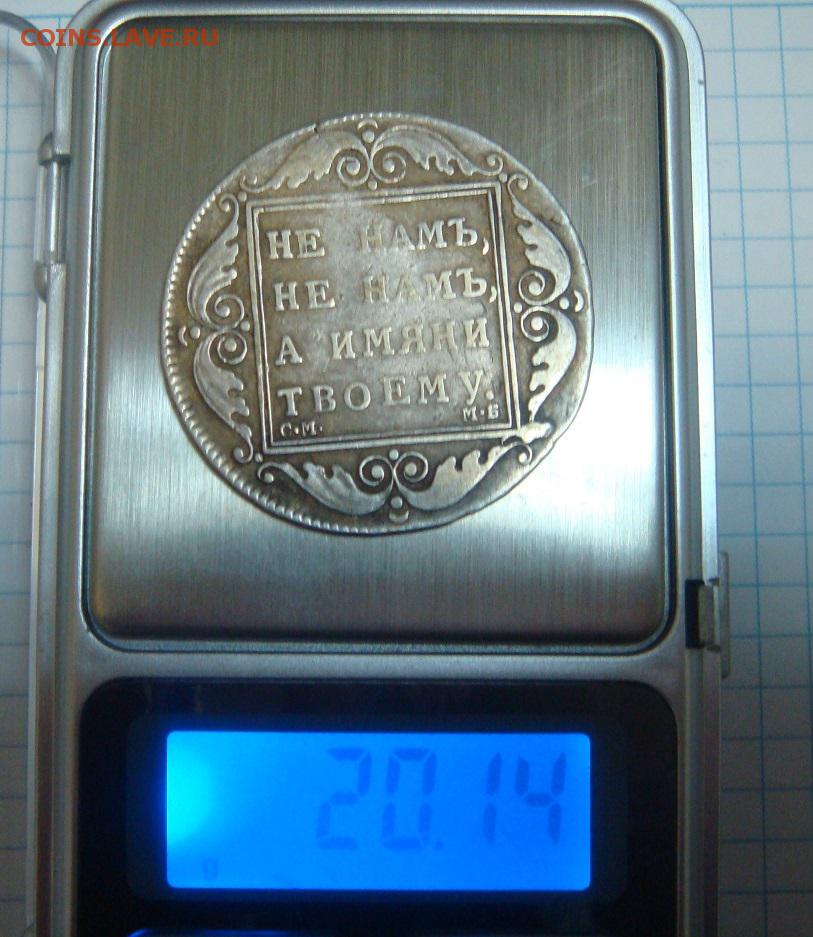 COINS.LAVE.RU
НЕ НАМЪ,
НЕ НАМЪ,
А ИМЯНИ
ТВОЕМУ.
С.М. М.Б
20.14
g